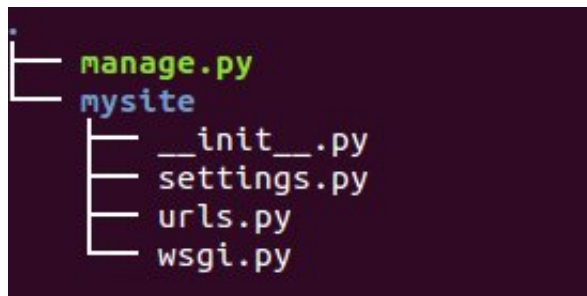 .
manage.py
mysite
__init__.py
settings.py
urls.py
wsgi.py